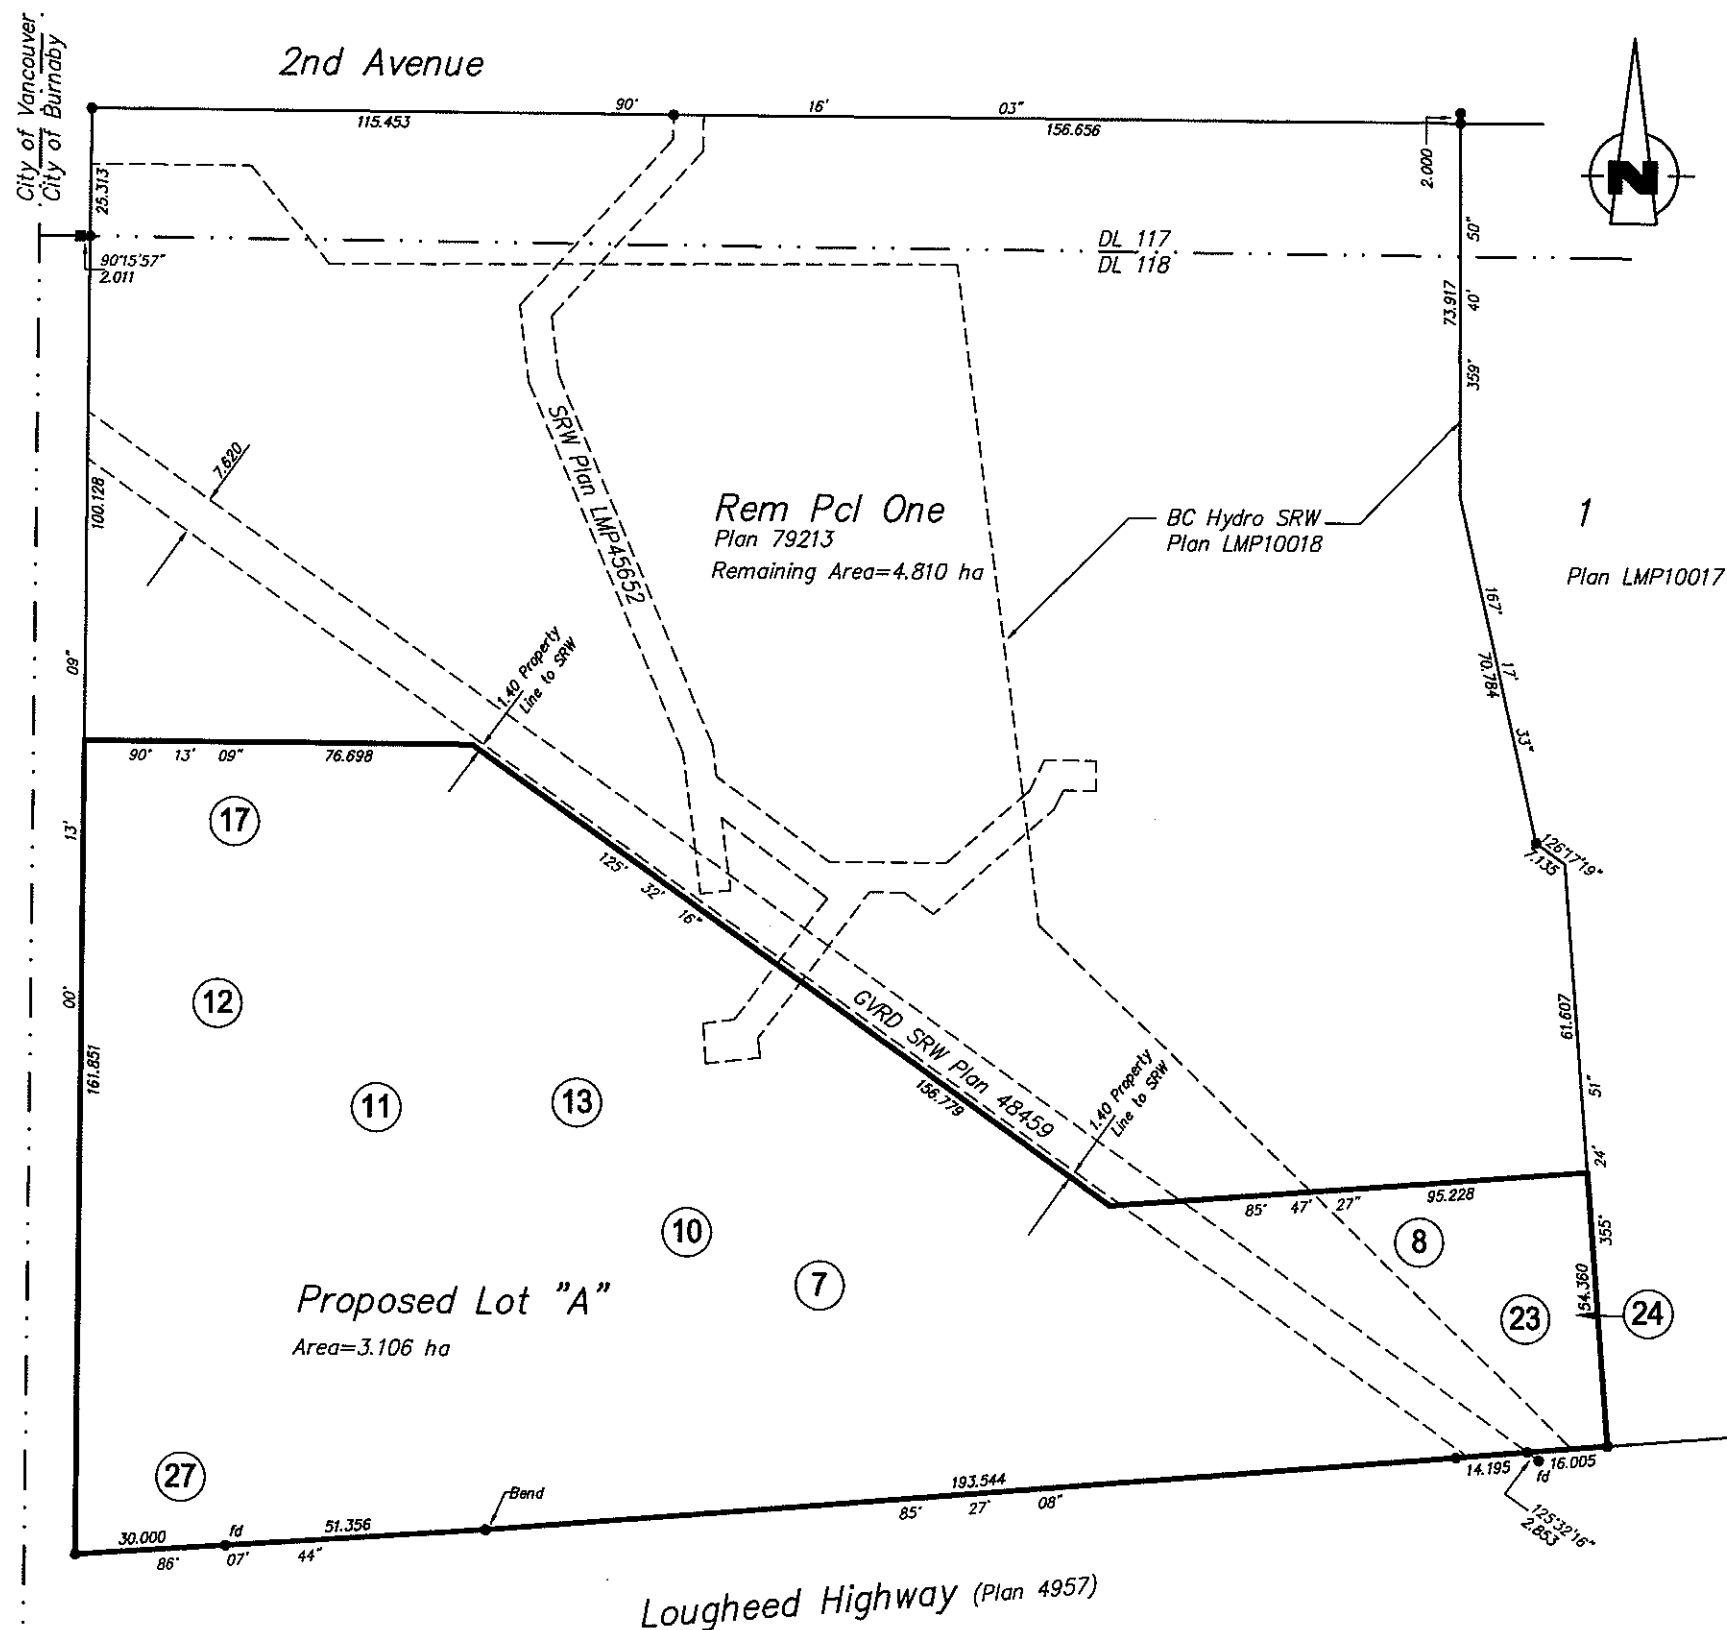 City of Vancouver
City of Burnaby
2nd Avenue
90° 16' 03"
115.453
156.656
2.000
N
25.313
90°15'57"
2.011
DL 117
DL 118
50"
40'
359°
73.917
7.620
100.128
SRW Plan LMP45652
Rem Pcl One
Plan 79213
Remaining Area=4.810 ha
BC Hydro SRW
Plan LMP10018
1
Plan LMP10017
167° 17' 33"
70.784
1.40 Property
Line to SRW
09"
13'
00°
90° 13' 09" 76.698
17
126°17'19"
7.135
125° 32' 16"
12
161.851
11
13
GVRD SRW Plan 48459
156.779
1.40 Property
Line to SRW
61.607
51"
24'
355°
85° 47' 27" 95.228
10
7
8
54.360
23
24
Proposed Lot "A"
Area=3.106 ha
27
Bend
193.544
85° 27' 08"
14.195
fd
16.005
125°32'16"
2.853
30.000
fd
51.356
86° 07' 44"
Lougheed Highway (Plan 4957)